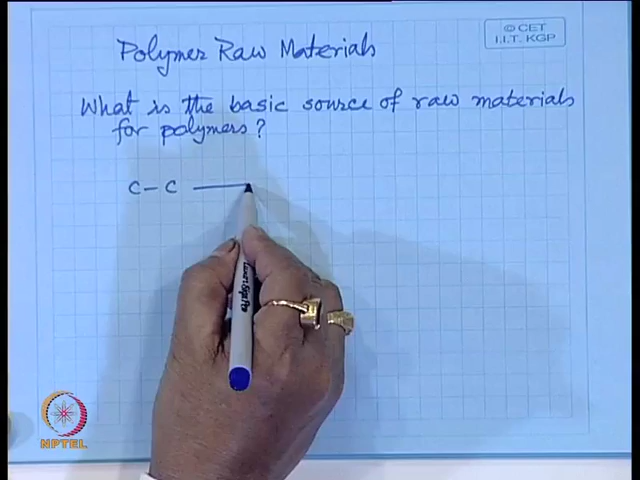 © CET
I.I.T. KGP
Polymer Raw Materials
What is the basic source of raw materials
for polymers?
C – C —
NPTEL